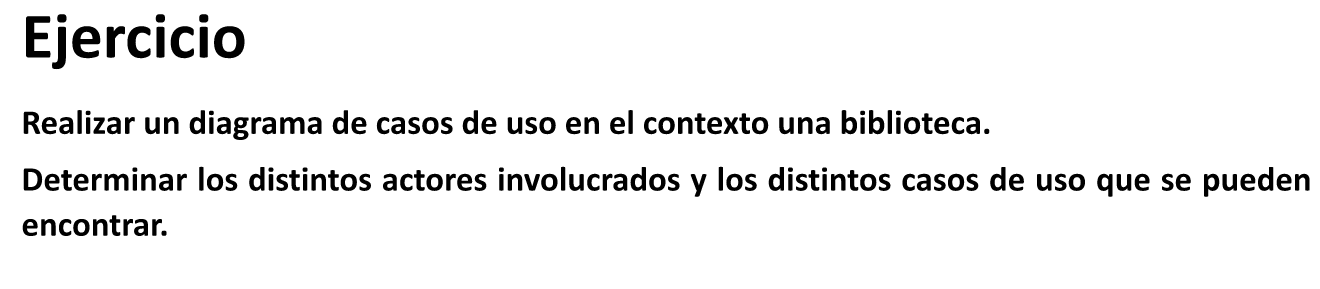 Ejercicio
Realizar un diagrama de casos de uso en el contexto una biblioteca.
Determinar los distintos actores involucrados y los distintos casos de uso que se pueden
encontrar.